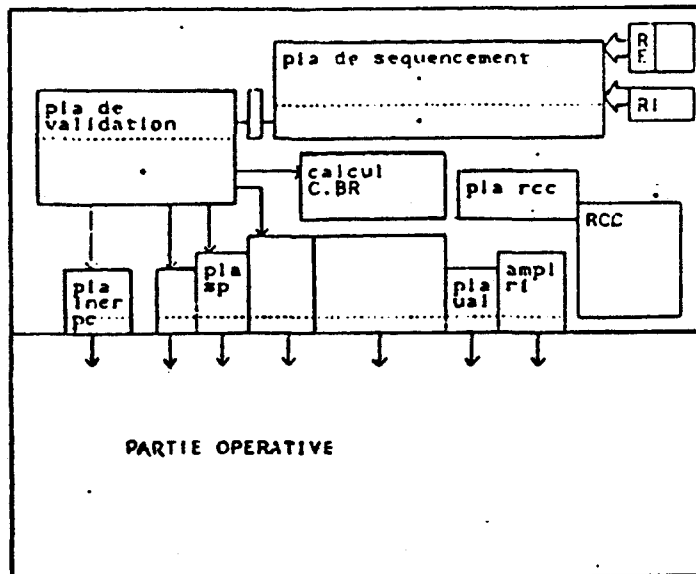 pla de sequencement
R
E
RI
pla de
validation
calcul
C.BR
pla rcc
RCC
pla
incr
pc
pla
sp
pla
ual
ampl
ri
PARTIE OPERATIVE